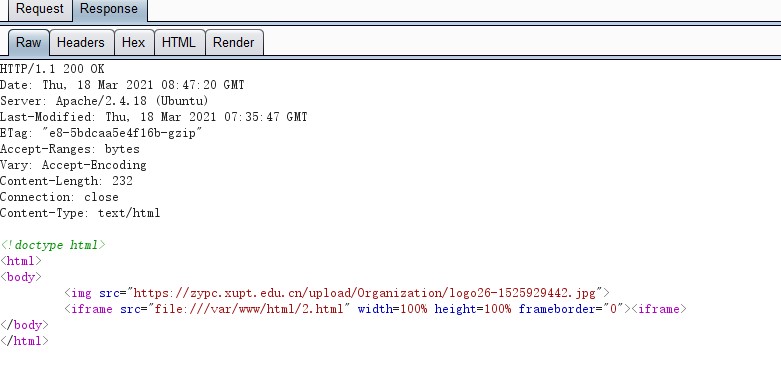 Request Response
Raw Headers Hex HTML Render
HTTP/1.1 200 OK
Date: Thu, 18 Mar 2021 08:47:20 GMT
Server: Apache/2.4.18 (Ubuntu)
Last-Modified: Thu, 18 Mar 2021 07:35:47 GMT
ETag: "e8-5bdcaa5e4f16b-gzip"
Accept-Ranges: bytes
Vary: Accept-Encoding
Content-Length: 232
Connection: close
Content-Type: text/html
<!doctype html>
<html>
<body>
<img src="https://zypc.xupt.edu.cn/upload/Organization/logo26-1525929442.jpg">
<iframe src="file:///var/www/html/2.html" width=100% height=100% frameborder="0"><iframe>
</body>
</html>